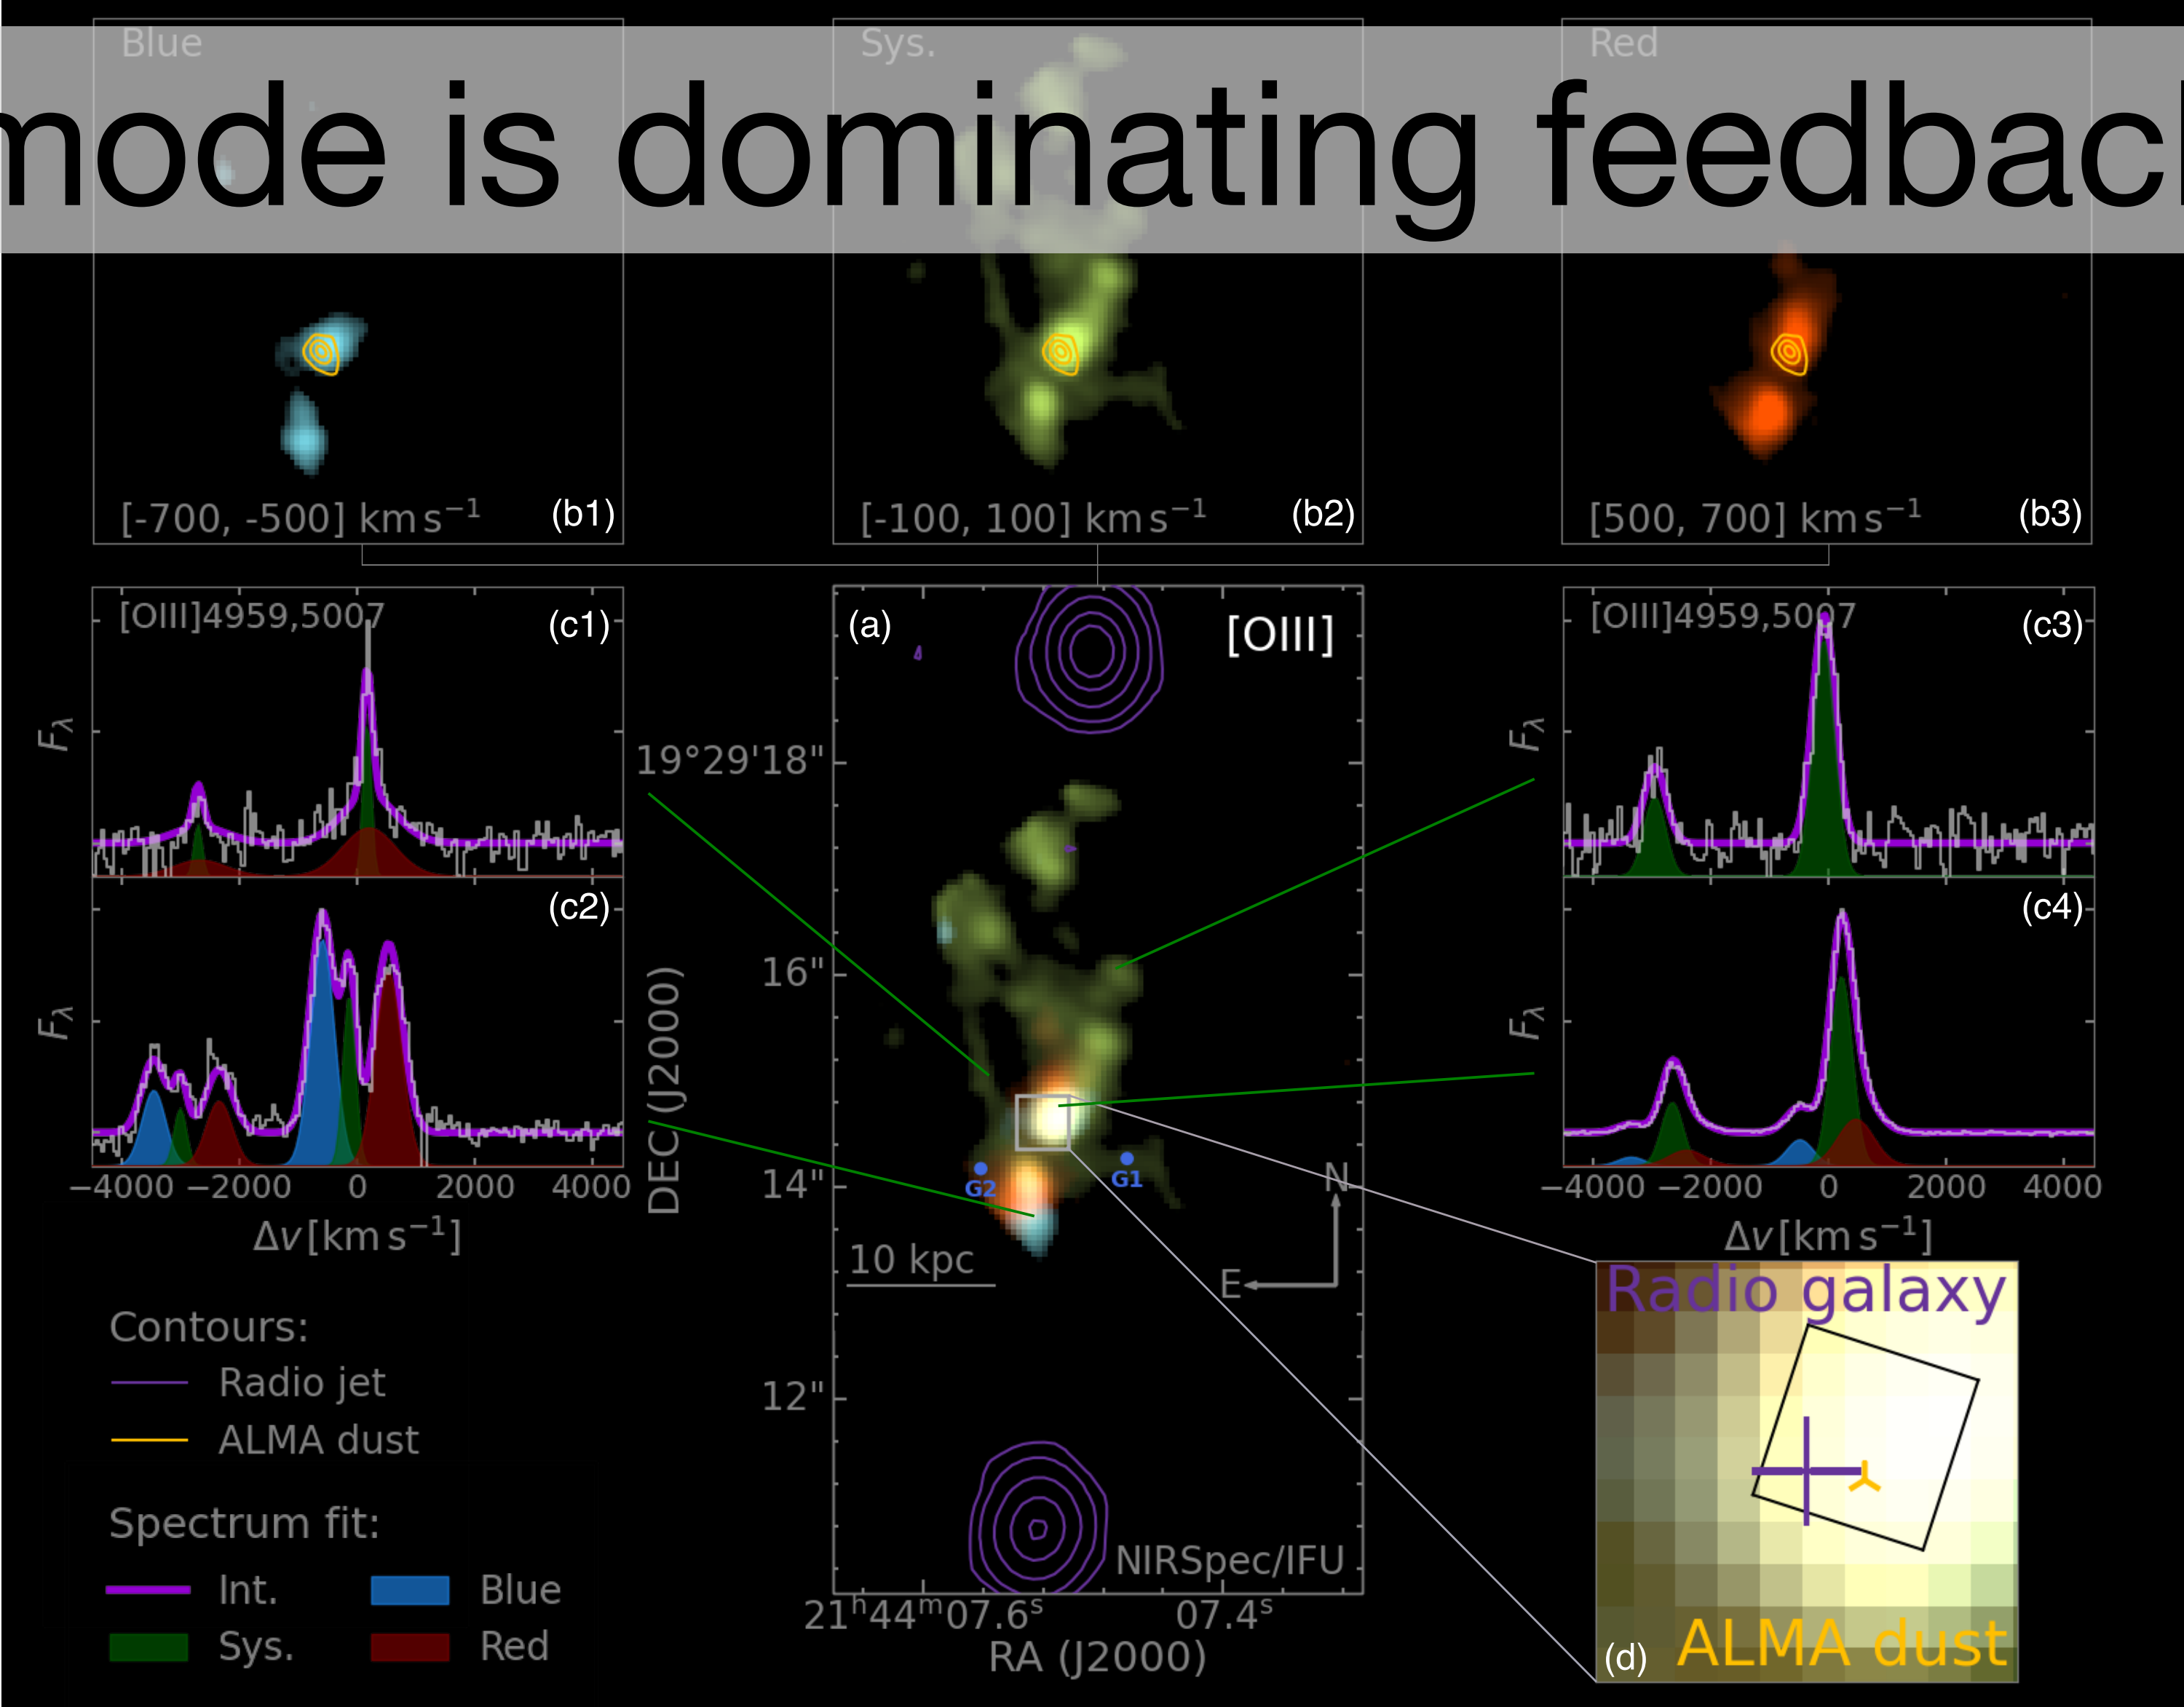 Blue
Sys.
Red
mode is dominating feedbac
[-700, -500] km s⁻¹
(b1)
[-100, 100] km s⁻¹
(b2)
[500, 700] km s⁻¹
(b3)
[OIII]4959,5007
(c1)
Fλ
(c2)
Fλ
−4000 −2000 0 2000 4000
Δv [km s⁻¹]
(a)
[OIII]
19°29'18"
16"
14"
12"
DEC (J2000)
G2
G1
N
E
10 kpc
NIRSpec/IFU
21ʰ44ᵐ07.6ˢ
07.4ˢ
RA (J2000)
[OIII]4959,5007
(c3)
Fλ
(c4)
Fλ
−4000 −2000 0 2000 4000
Δv [km s⁻¹]
Contours:
Radio jet
ALMA dust
Spectrum fit:
Int.
Blue
Sys.
Red
Radio galaxy
(d)
ALMA dust